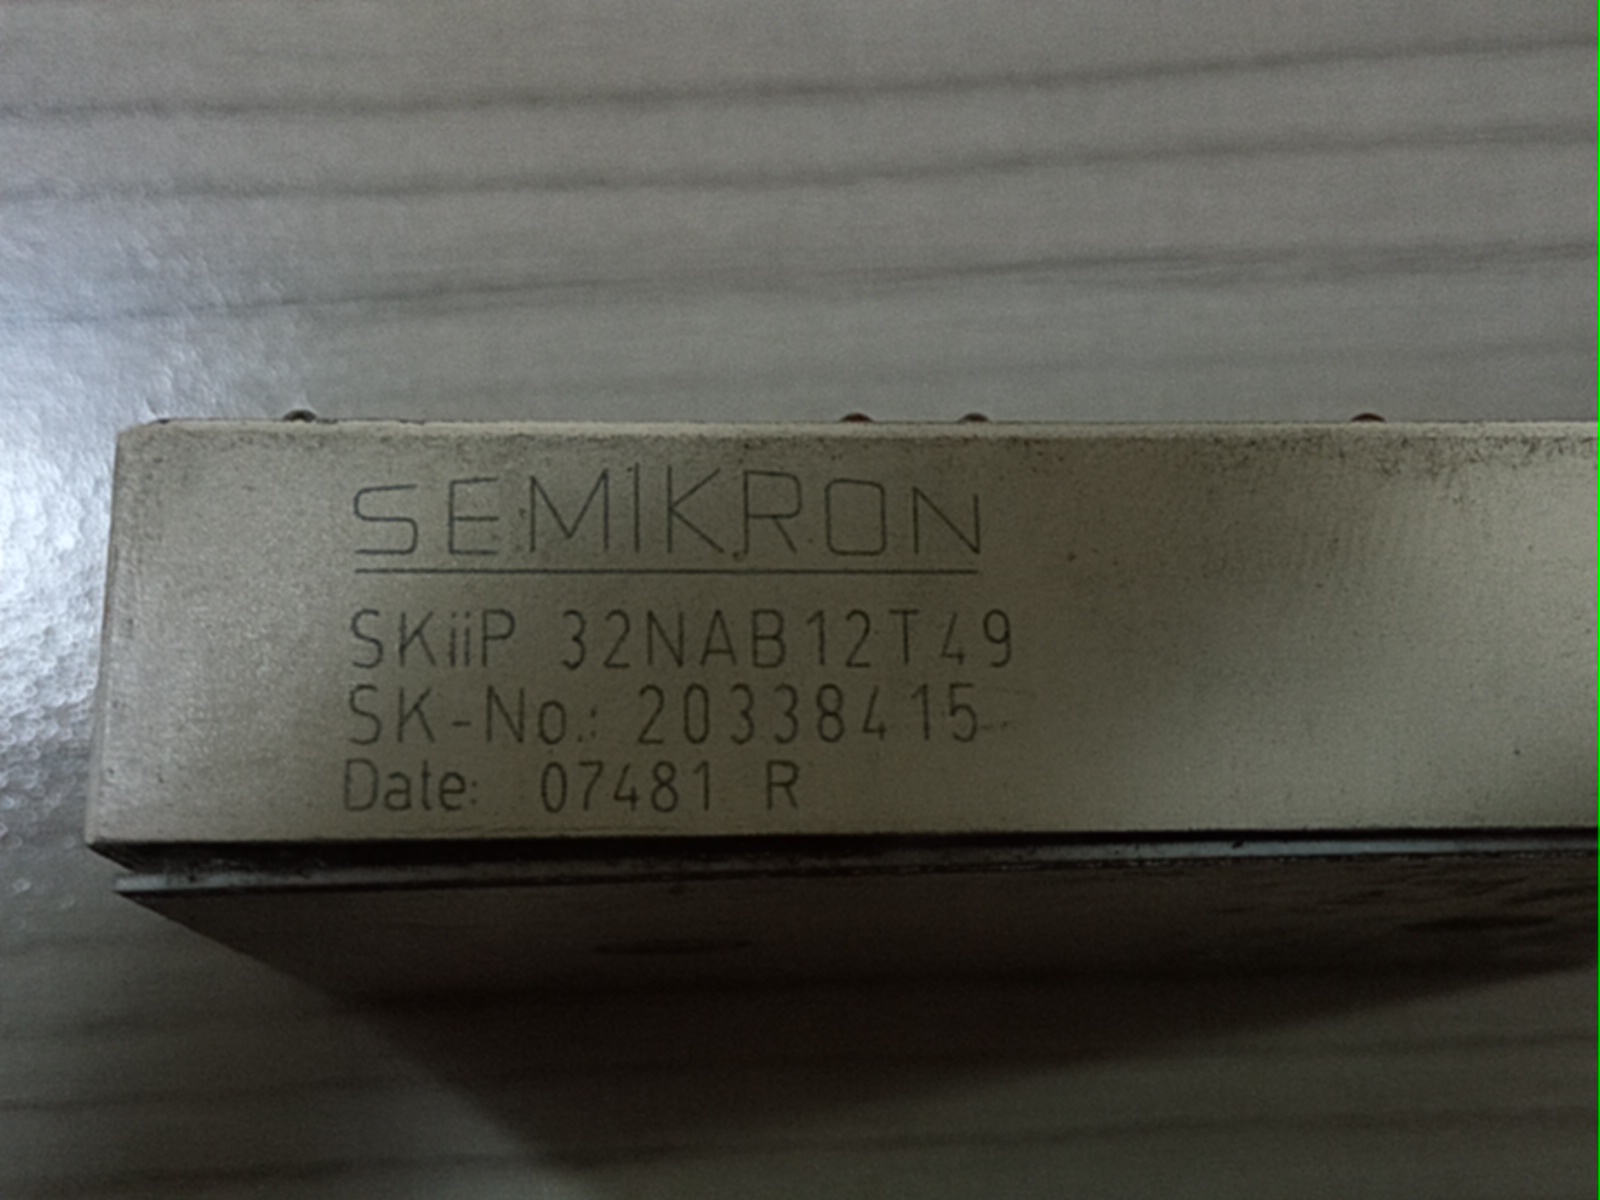 SEMIKRON
SKiiP 32NAB12T49
SK-No.: 20338415
Date: 07481 R